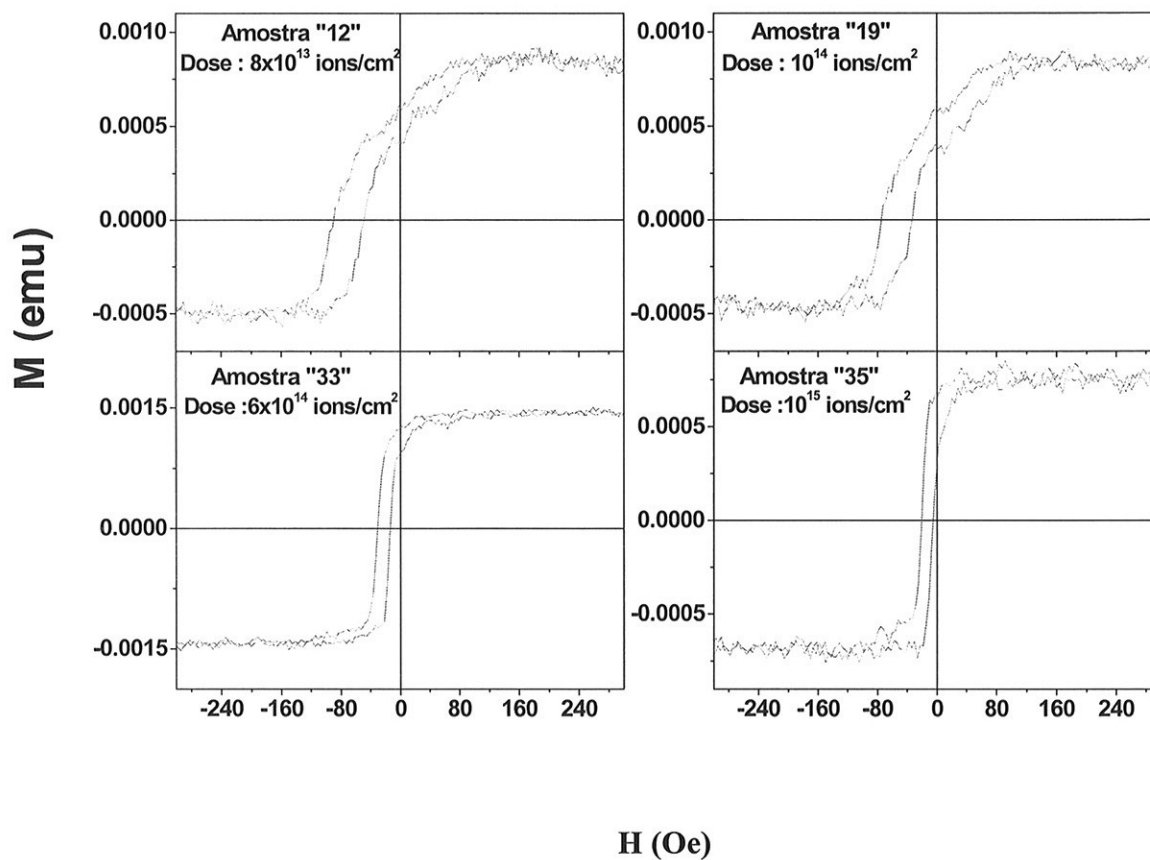 M (emu)
0.0010
0.0005
0.0000
-0.0005
Amostra "12"
Dose : 8x10¹³ ions/cm²
0.0010
0.0005
0.0000
-0.0005
Amostra "19"
Dose : 10¹⁴ ions/cm²
0.0015
0.0000
-0.0015
Amostra "33"
Dose :6x10¹⁴ ions/cm²
-240 -160 -80 0 80 160 240
0.0005
0.0000
-0.0005
Amostra "35"
Dose :10¹⁵ ions/cm²
-240 -160 -80 0 80 160 240
H (Oe)